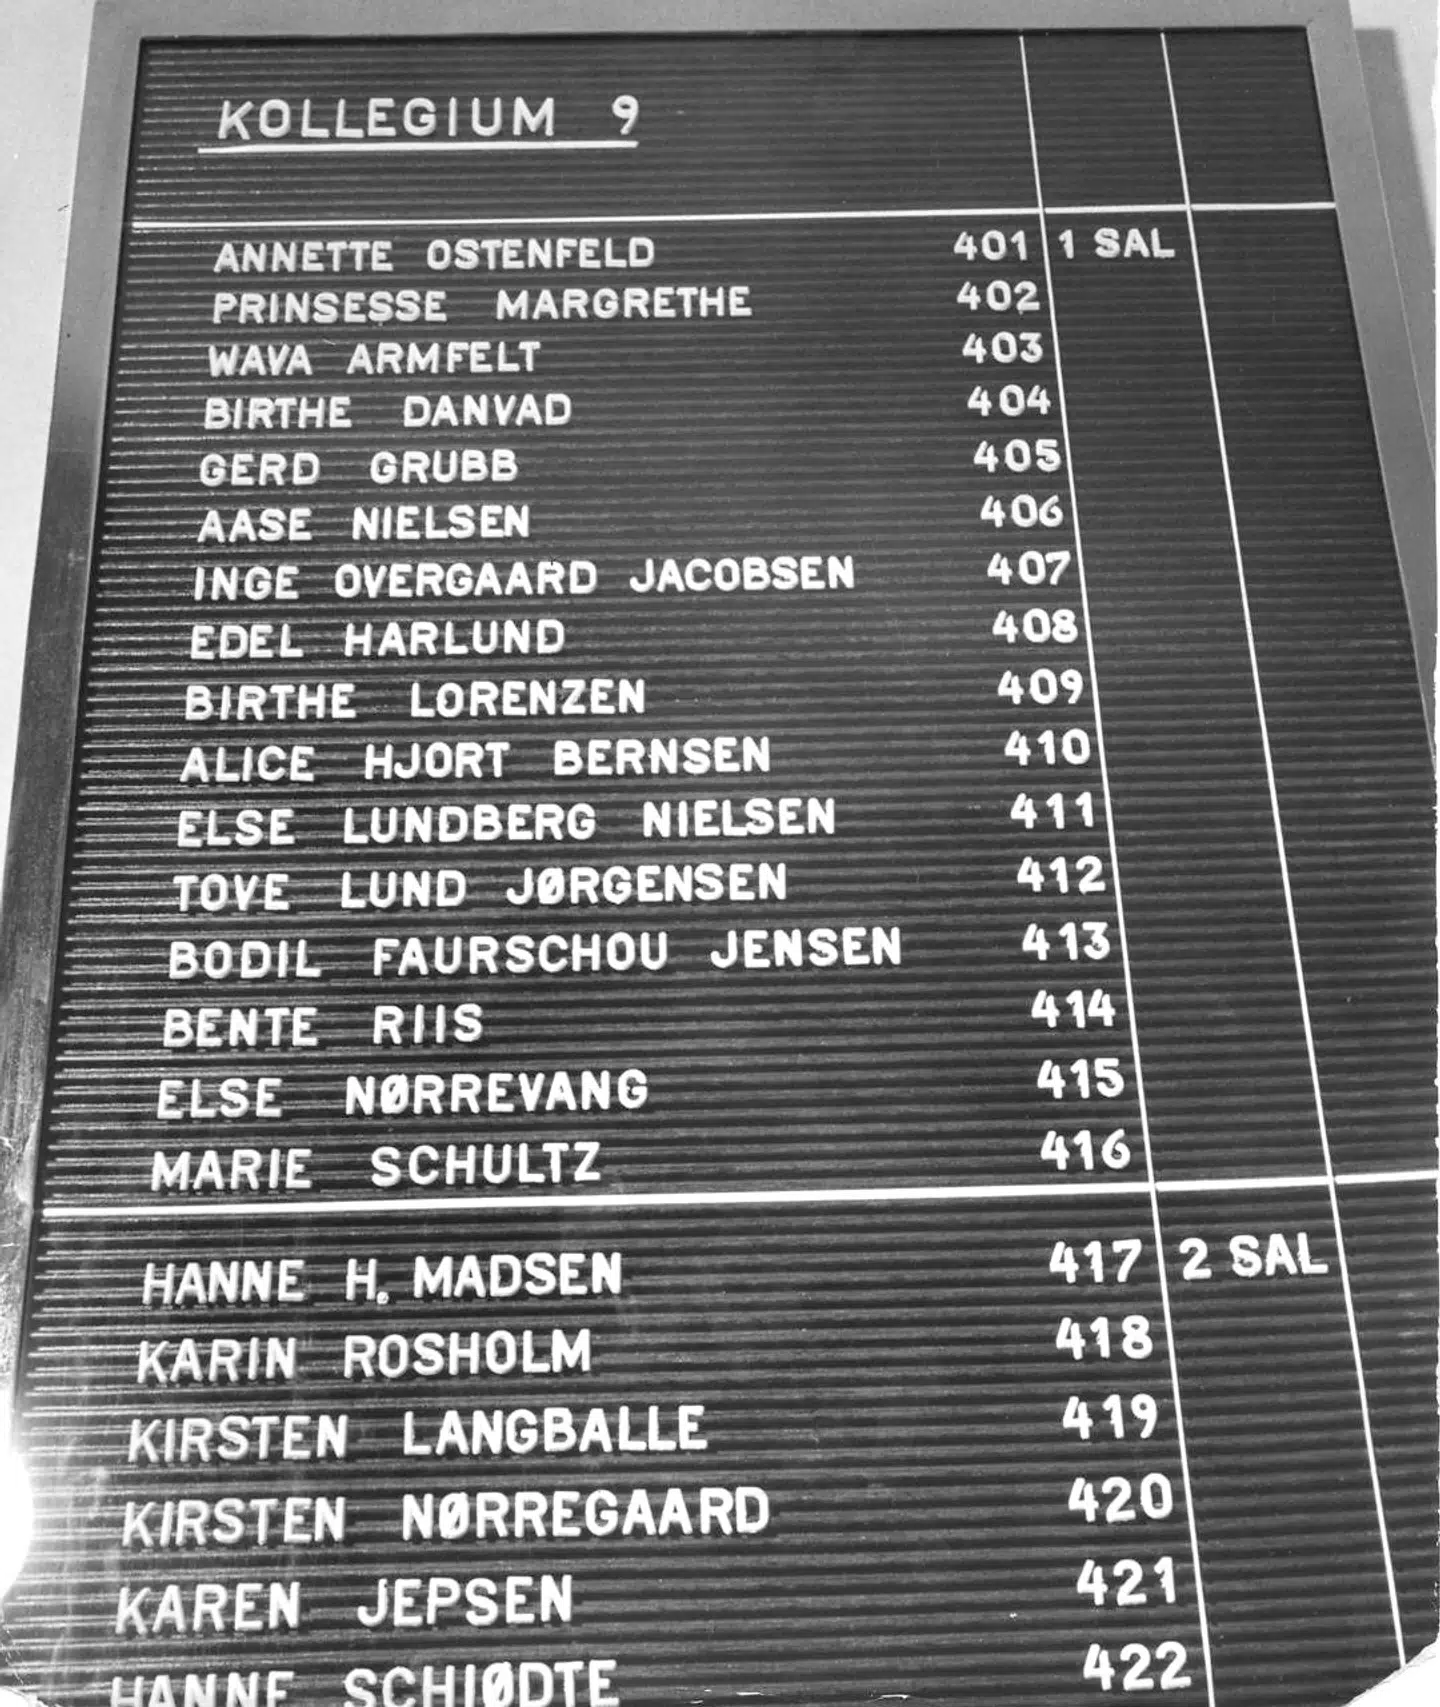 KOLLEGIUM 9
ANNETTE OSTENFELD 401 1 SAL
PRINSESSE MARGRETHE 402
WAVA ARMFELT 403
BIRTHE DANVAD 404
GERD GRUBB 405
AASE NIELSEN 406
INGE OVERGAARD JACOBSEN 407
EDEL HARLUND 408
BIRTHE LORENZEN 409
ALICE HJORT BERNSEN 410
ELSE LUNDBERG NIELSEN 411
TOVE LUND JØRGENSEN 412
BODIL FAURSCHOU JENSEN 413
BENTE RIIS 414
ELSE NØRREVANG 415
MARIE SCHULTZ 416
HANNE H. MADSEN 417 2 SAL
KARIN ROSHOLM 418
KIRSTEN LANGBALLE 419
KIRSTEN NØRREGAARD 420
KAREN JEPSEN 421
HANNE SCHIØDTE 422